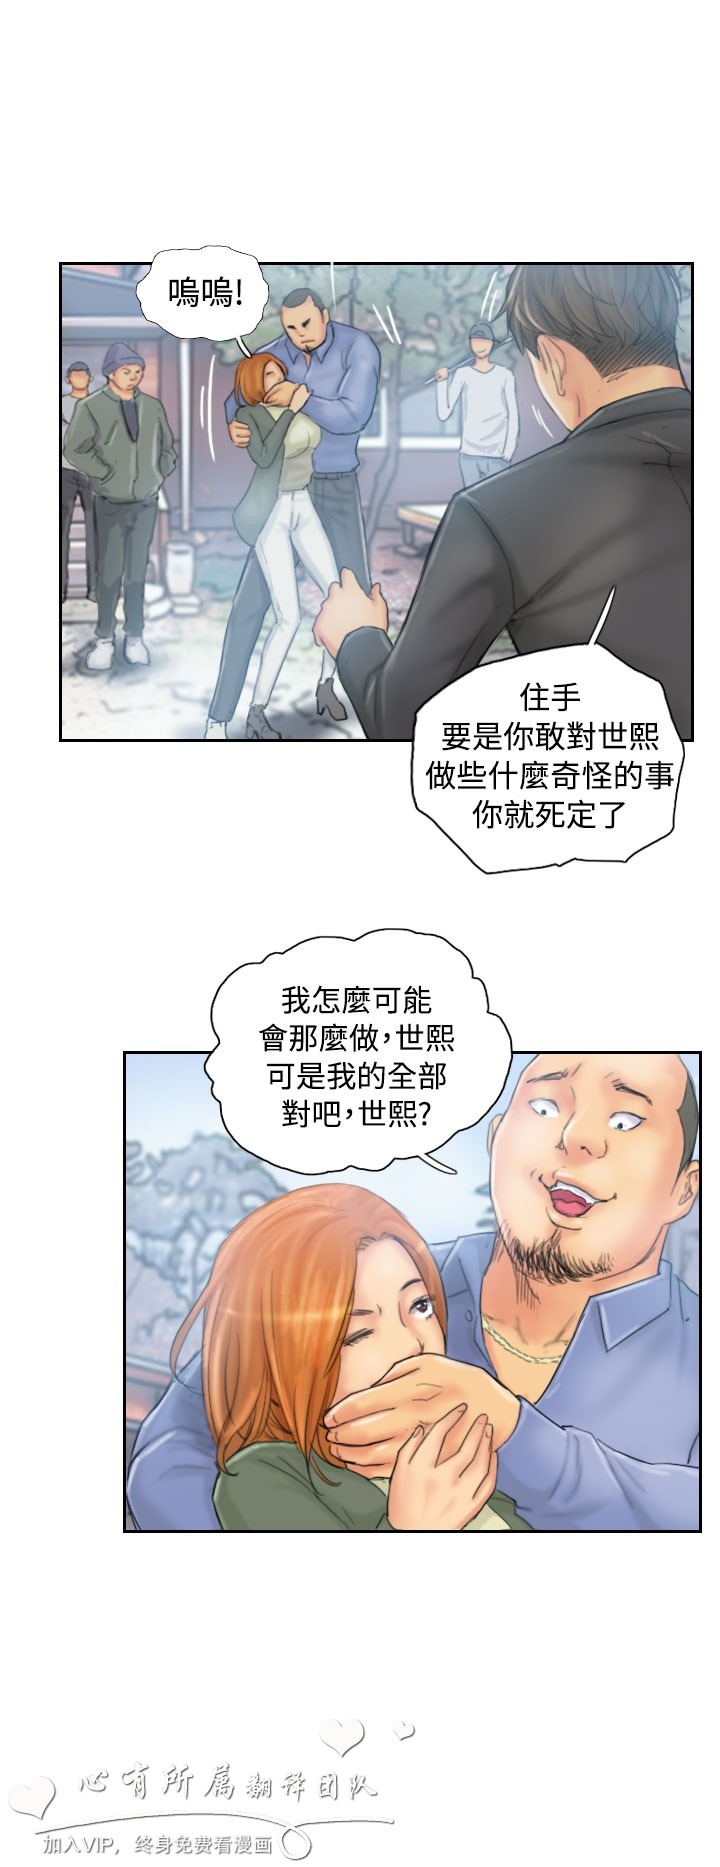 嗚嗚!
住手
要是你敢對世熙
做些什麼奇怪的事
你就死定了
我怎麼可能
會那麼做，世熙
可是我的全部
對吧，世熙?
心有所属翻译团队
加入VIP，终身免费看漫画